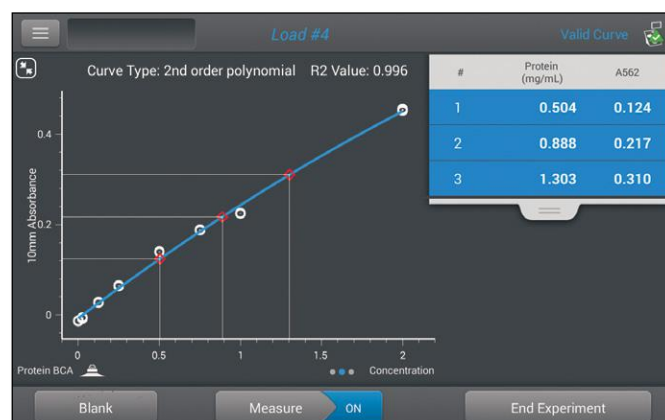 Load #4
Valid Curve
Curve Type: 2nd order polynomial R2 Value: 0.996
# Protein (mg/mL) A562
1 0.504 0.124
2 0.888 0.217
3 1.303 0.310
10mm Absorbance
0.4
0.2
0
0 0.5 1 1.5 2
Protein BCA Concentration
Blank Measure ON End Experiment